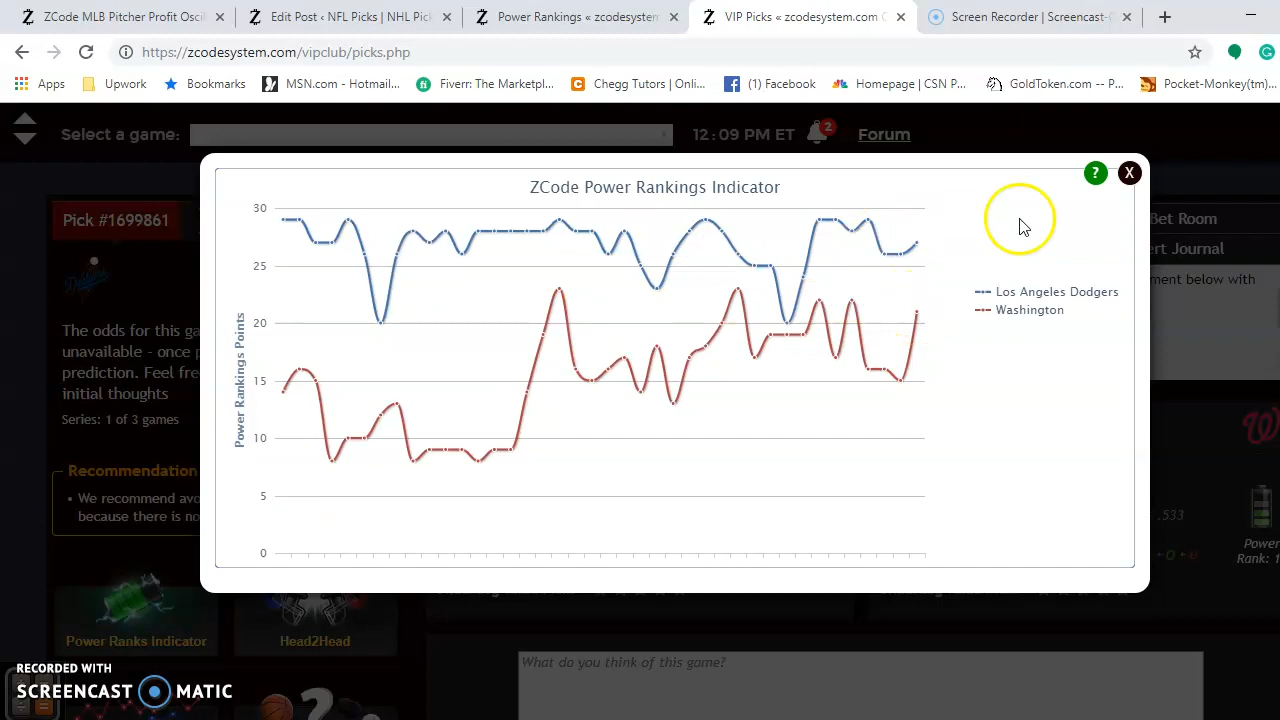 ZCode MLB Pitcher Profit Oscil
Edit Post ‹ NFL Picks | NHL Pick
Power Rankings « zcodesystem
VIP Picks « zcodesystem.com C
Screen Recorder | Screencast-
https://zcodesystem.com/vipclub/picks.php
Apps
Upwork
Bookmarks
MSN.com - Hotmail...
Fiverr: The Marketpl...
Chegg Tutors | Onli...
(1) Facebook
Homepage | CSN P...
GoldToken.com -- P...
Pocket-Monkey(tm)...
Select a game:
12:09 PM ET
2
Forum
ZCode Power Rankings Indicator
?
X
Pick #1699861
Bet Room
ert Journal
ment below with
30
25
20
15
10
5
0
Power Rankings Points
Los Angeles Dodgers
Washington
Dodgers
The odds for this ga
unavailable - once p
prediction. Feel fre
initial thoughts
Series: 1 of 3 games
Recommendation
• We recommend avo
because there is no
.533
Power
Rank: 1
Power Ranks Indicator
Head2Head
What do you think of this game?
RECORDED WITH
SCREENCAST MATIC